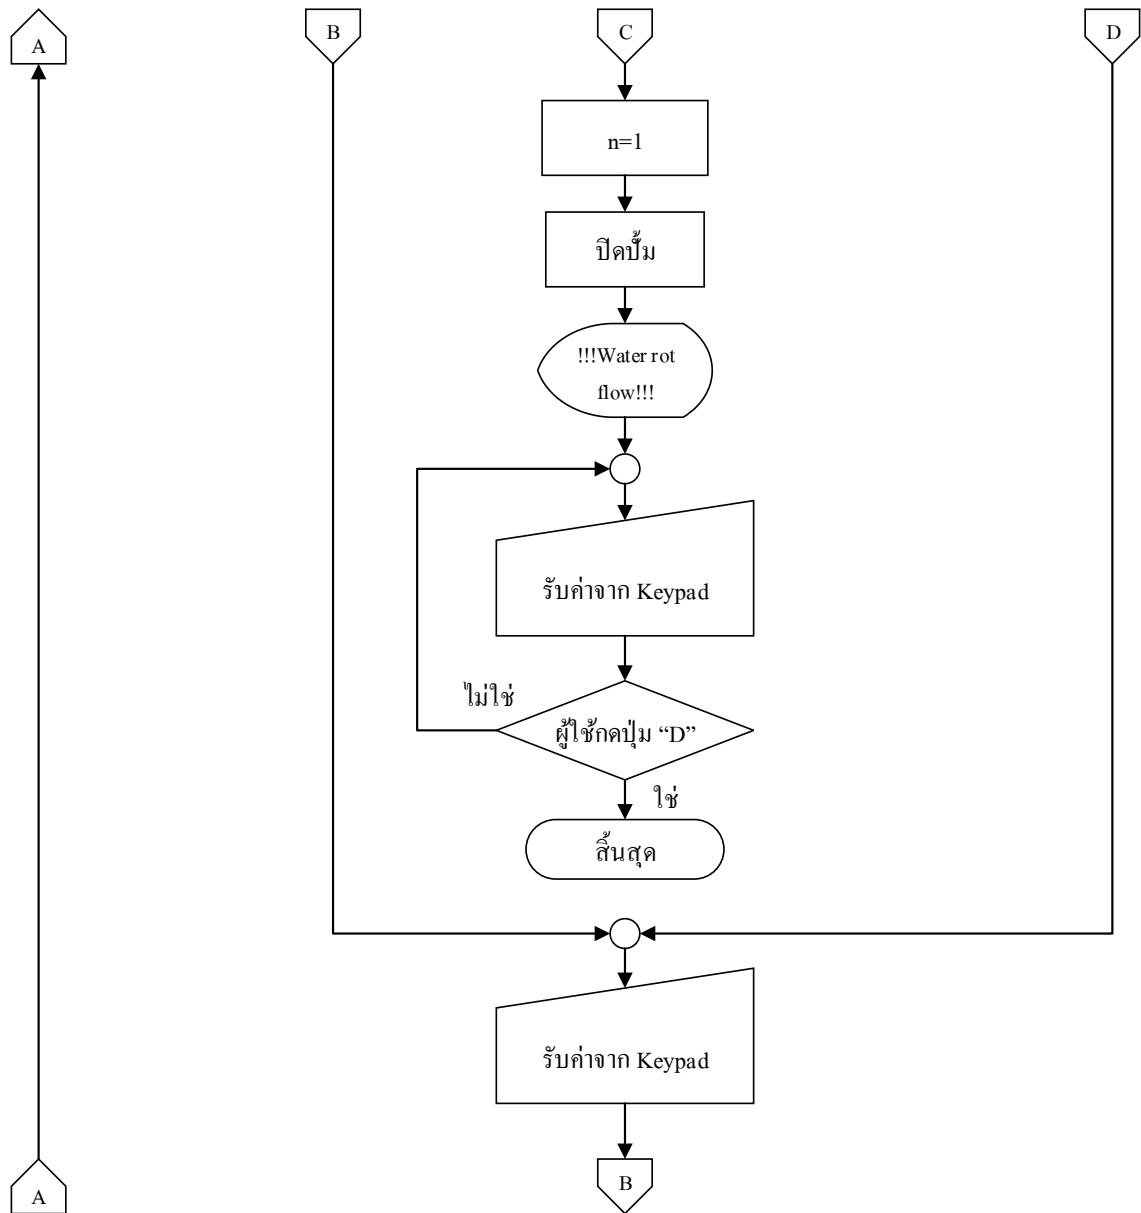 A
B
C
D
n=1
ปิดปั้ม
!!!Water rot
flow!!!
รับค่าจาก Keypad
ไม่ใช่
ผู้ใช้กดปุ่ม “D”
ใช่
สิ้นสุด
รับค่าจาก Keypad
A
B